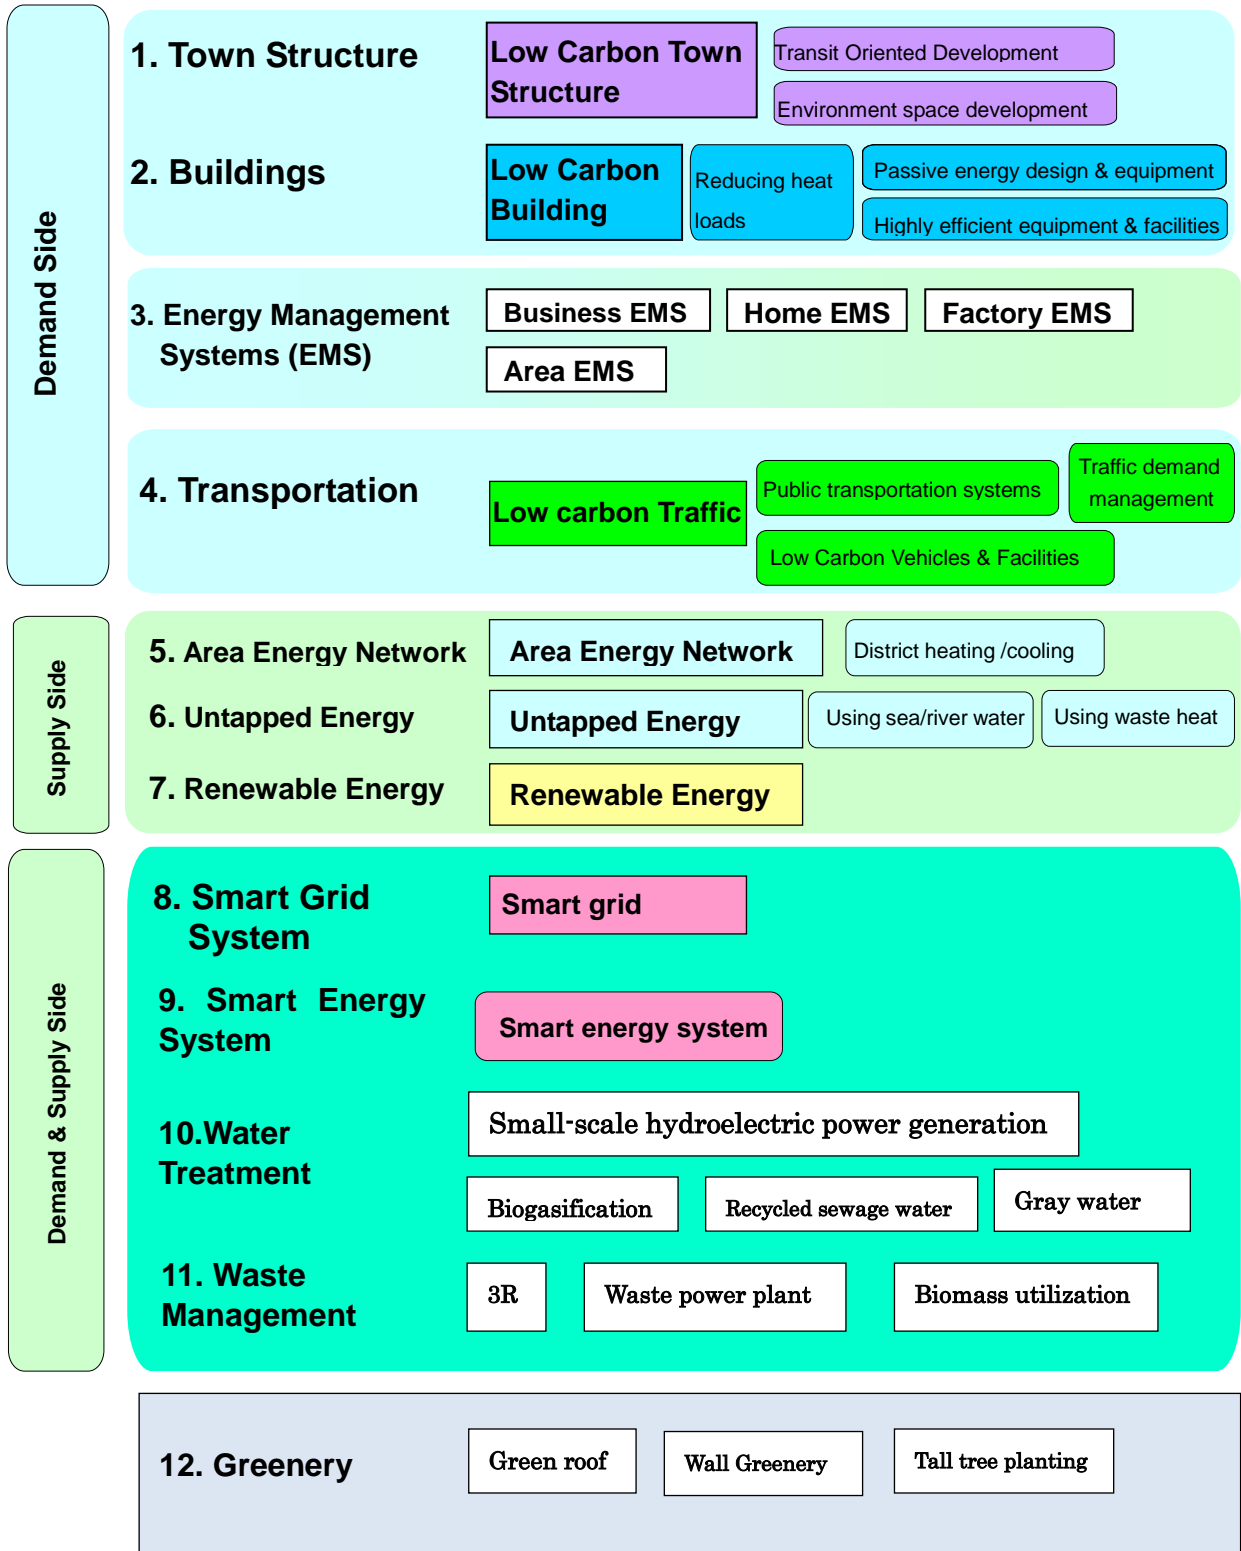 Demand Side
1. Town Structure
Low Carbon Town
Structure
Transit Oriented Development
Environment space development
2. Buildings
Low Carbon
Building
Reducing heat
loads
Passive energy design & equipment
Highly efficient equipment & facilities
3. Energy Management
Systems (EMS)
Business EMS
Home EMS
Factory EMS
Area EMS
4. Transportation
Low carbon Traffic
Public transportation systems
Traffic demand
management
Low Carbon Vehicles & Facilities
Supply Side
5. Area Energy Network
Area Energy Network
District heating /cooling
6. Untapped Energy
Untapped Energy
Using sea/river water
Using waste heat
7. Renewable Energy
Renewable Energy
Demand & Supply Side
8. Smart Grid
System
Smart grid
9. Smart Energy
System
Smart energy system
10.Water
Treatment
Small-scale hydroelectric power generation
Biogasification
Recycled sewage water
Gray water
11. Waste
Management
3R
Waste power plant
Biomass utilization
12. Greenery
Green roof
Wall Greenery
Tall tree planting